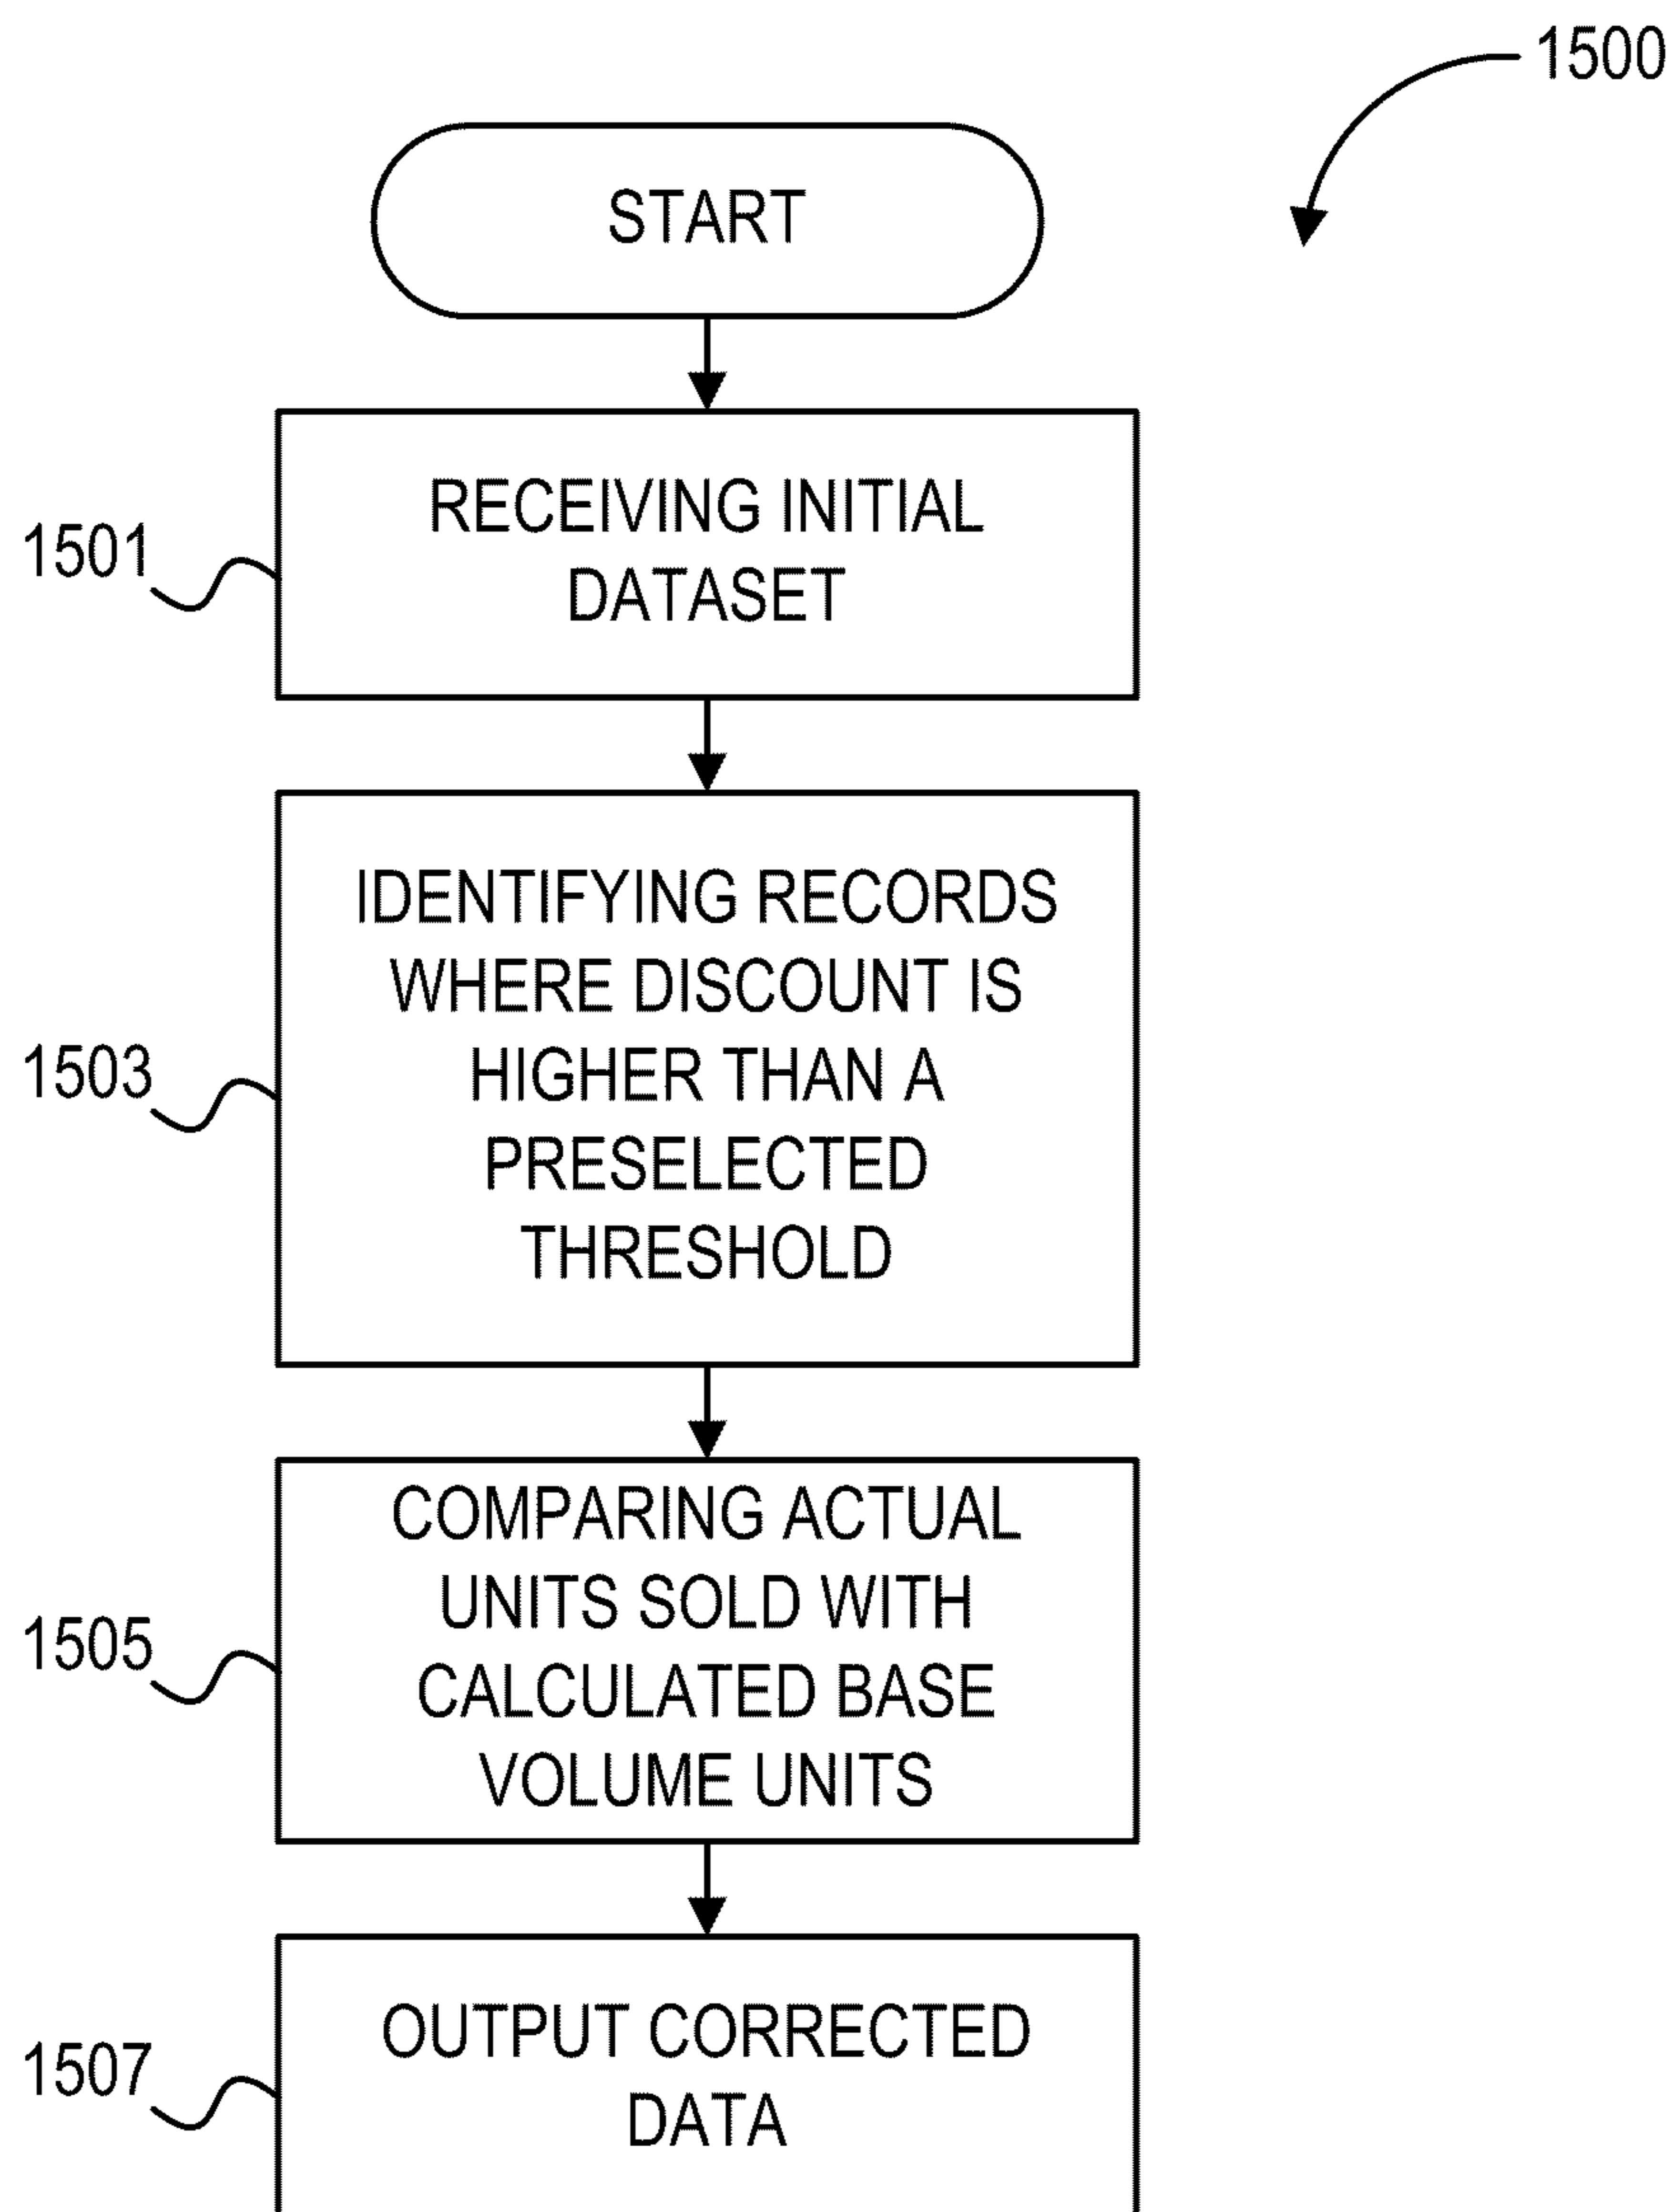 1500
START
RECEIVING INITIAL
DATASET
1501
IDENTIFYING RECORDS
WHERE DISCOUNT IS
HIGHER THAN A
PRESELECTED
THRESHOLD
1503
COMPARING ACTUAL
UNITS SOLD WITH
CALCULATED BASE
VOLUME UNITS
1505
OUTPUT CORRECTED
DATA
1507